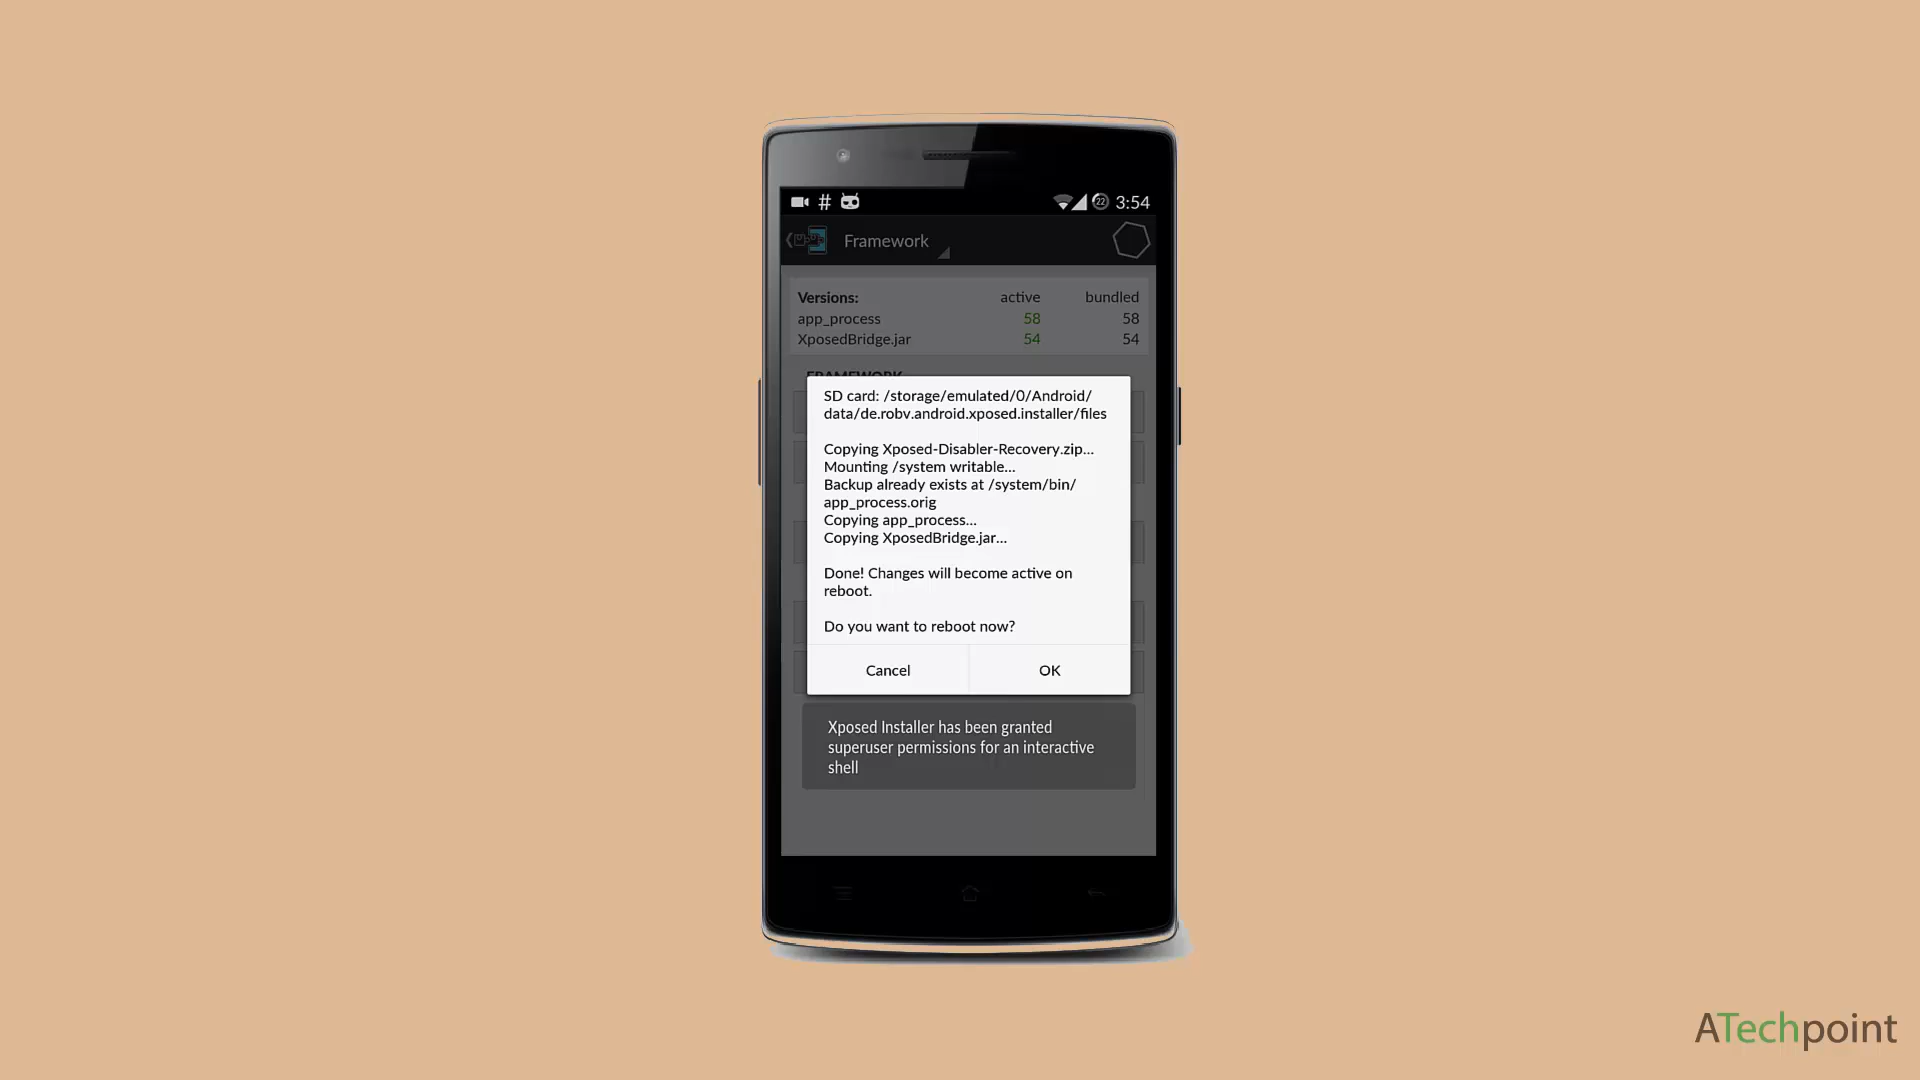 22 3:54
Framework
Versions: active bundled
app_process 58 58
XposedBridge.jar 54 54
FRAMEWORK
SD card: /storage/emulated/0/Android/
data/de.robv.android.xposed.installer/files
Copying Xposed-Disabler-Recovery.zip...
Mounting /system writable...
Backup already exists at /system/bin/
app_process.orig
Copying app_process...
Copying XposedBridge.jar...
Done! Changes will become active on
reboot.
Do you want to reboot now?
Cancel OK
Xposed Installer has been granted
superuser permissions for an interactive
shell
ATechpoint